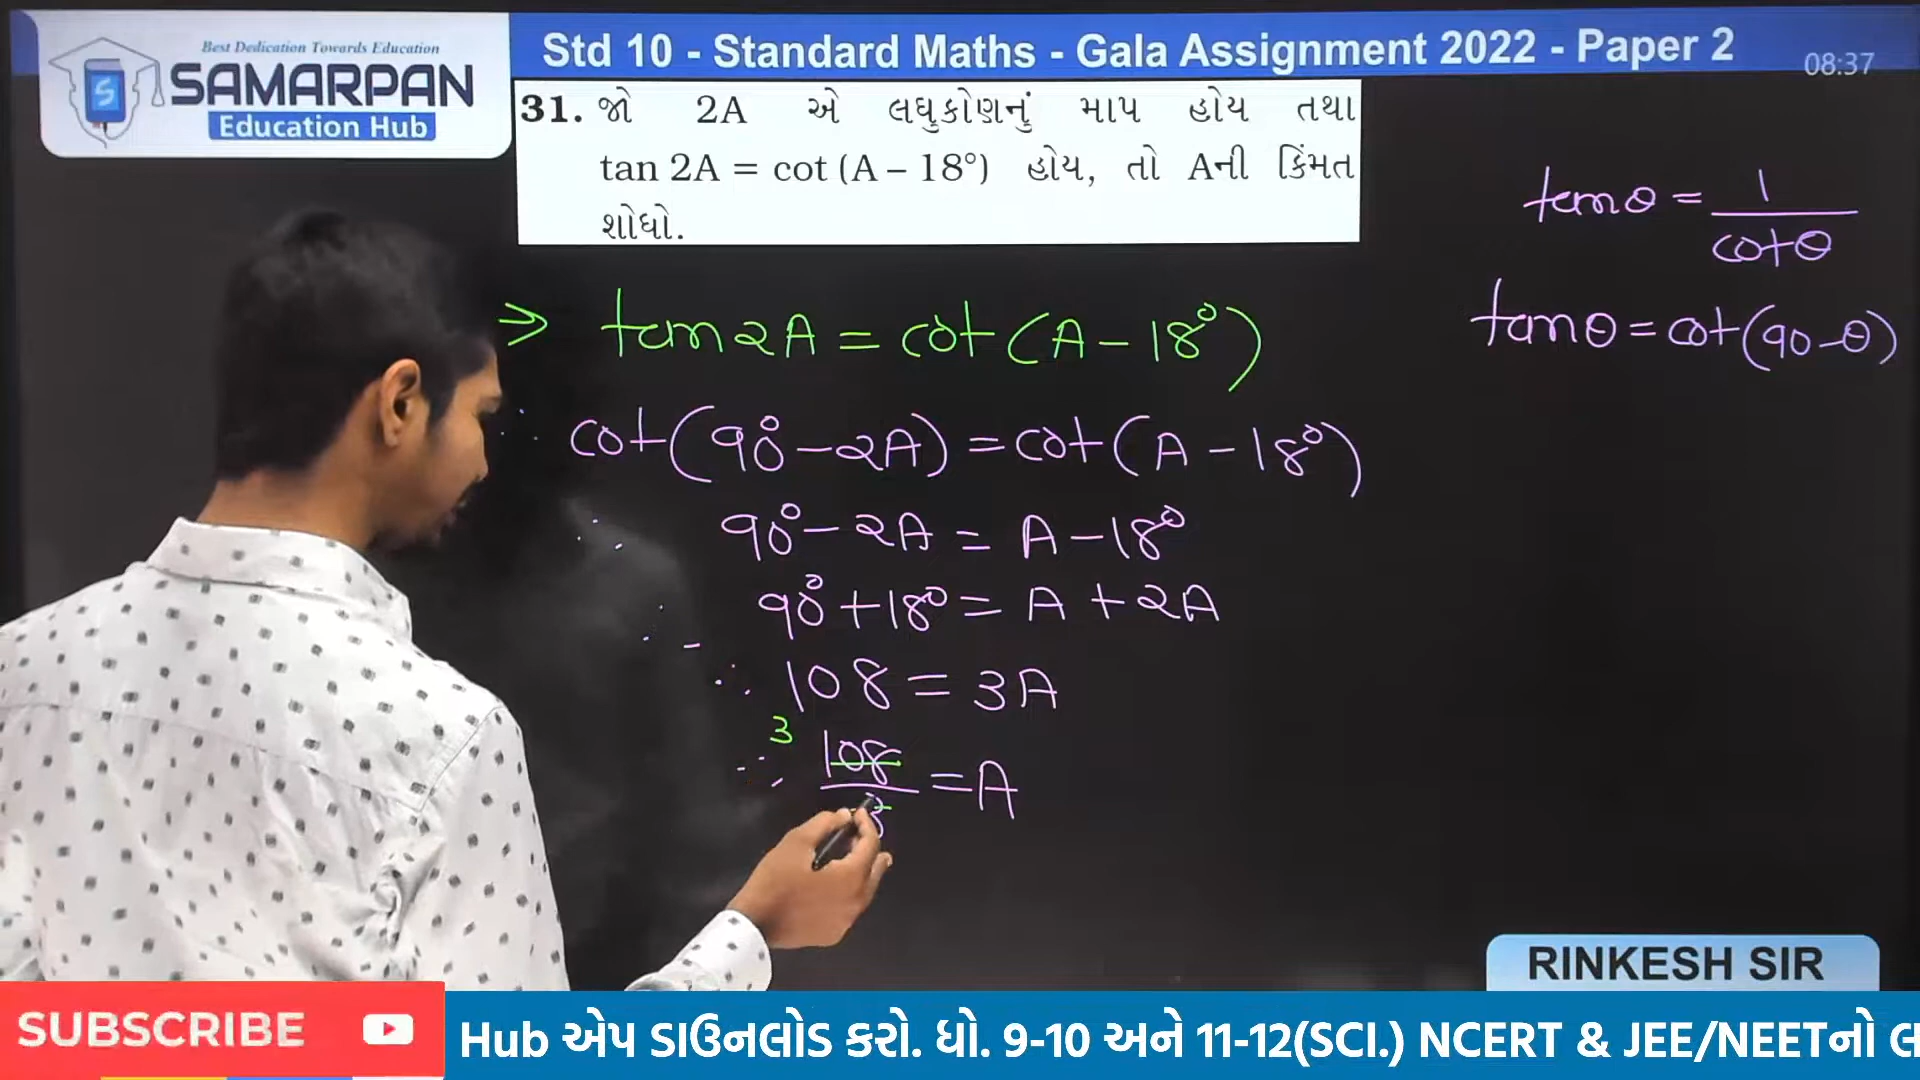 Best Dedication Towards Education
SAMARPAN
Education Hub
Std 10 - Standard Maths - Gala Assignment 2022 - Paper 2
08:37
31. જો 2A એ લઘુકોણનું માપ હોય તથા
tan 2A = cot (A – 18°) હોય, તો Aની કિંમત
શોધો.
tanθ = 1/cotθ
tanθ = cot(90-θ)
⇒ tan2A = cot(A-18°)
∴ cot(90°-2A) = cot(A-18°)
∴ 90°-2A = A-18°
∴ 90°+18° = A+2A
∴ 108 = 3A
3
∴ 108/3 = A
RINKESH SIR
SUBSCRIBE
Hub એપ ડાઉનલોડ કરો. ધો. 9-10 અને 11-12(SCI.) NCERT & JEE/NEETનો લ